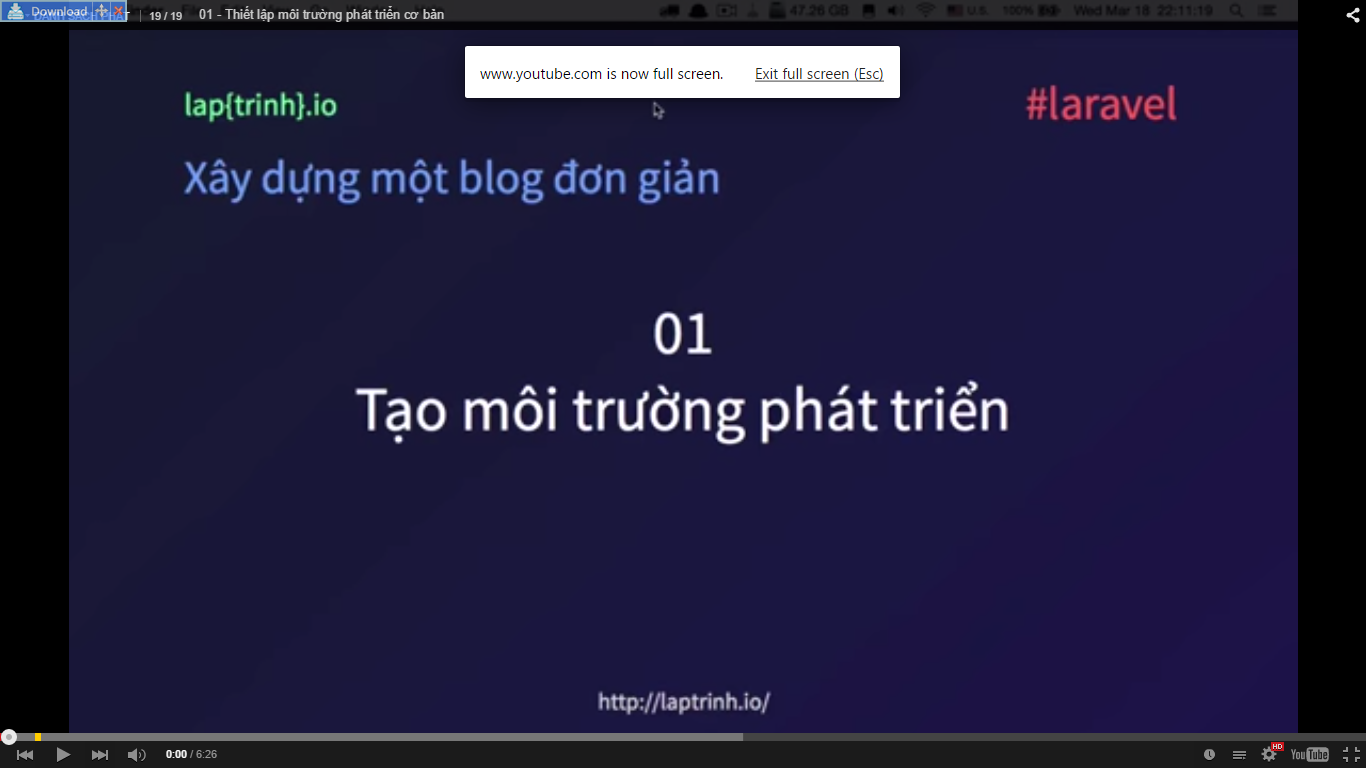 Download
19 / 19
01 - Thiết lập môi trường phát triển cơ bản
47.26 GB
U.S.
100%
Wed Mar 18 22:11:19
www.youtube.com is now full screen.
Exit full screen (Esc)
lap{trinh}.io
#laravel
Xây dựng một blog đơn giản
01
Tạo môi trường phát triển
http://laptrinh.io/
0:00 / 6:26
HD
YouTube